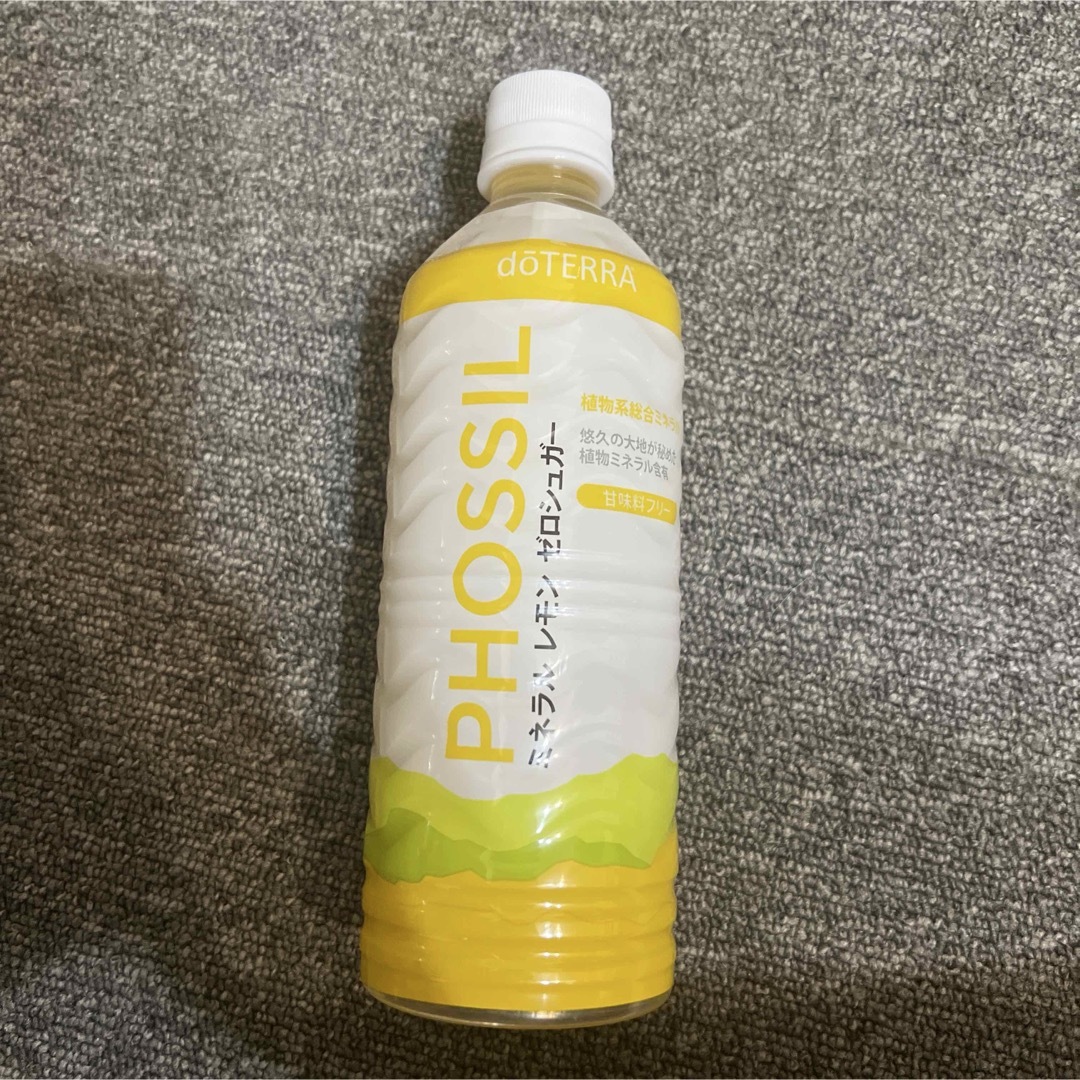 dōTERRA
PHOSSIL
ミネラル レモン ゼロシュガー
植物系総合ミネラル
悠久の大地が秘めた
植物ミネラル含有
甘味料フリー